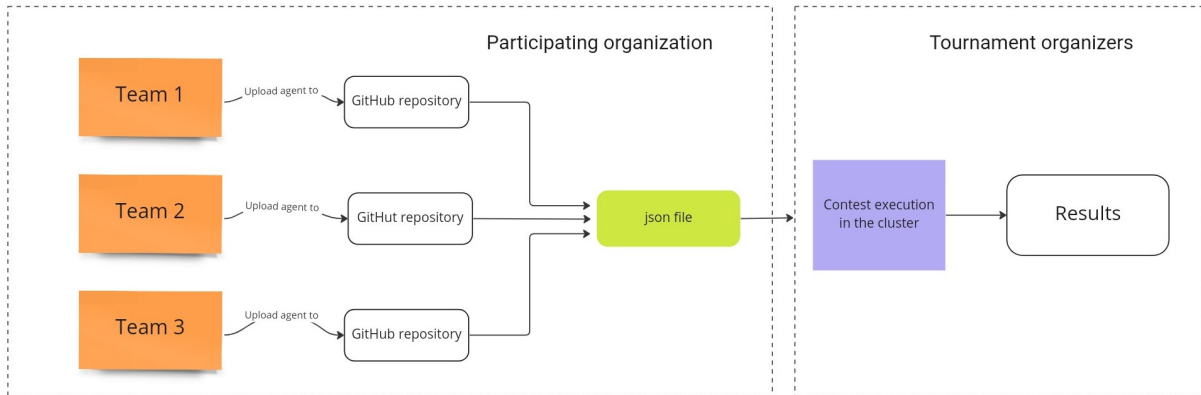 Participating organization
Tournament organizers
Team 1
Upload agent to
GitHub repository
Team 2
Upload agent to
GitHut repository
json file
Contest execution
in the cluster
Results
Team 3
Upload agent to
GitHub repository